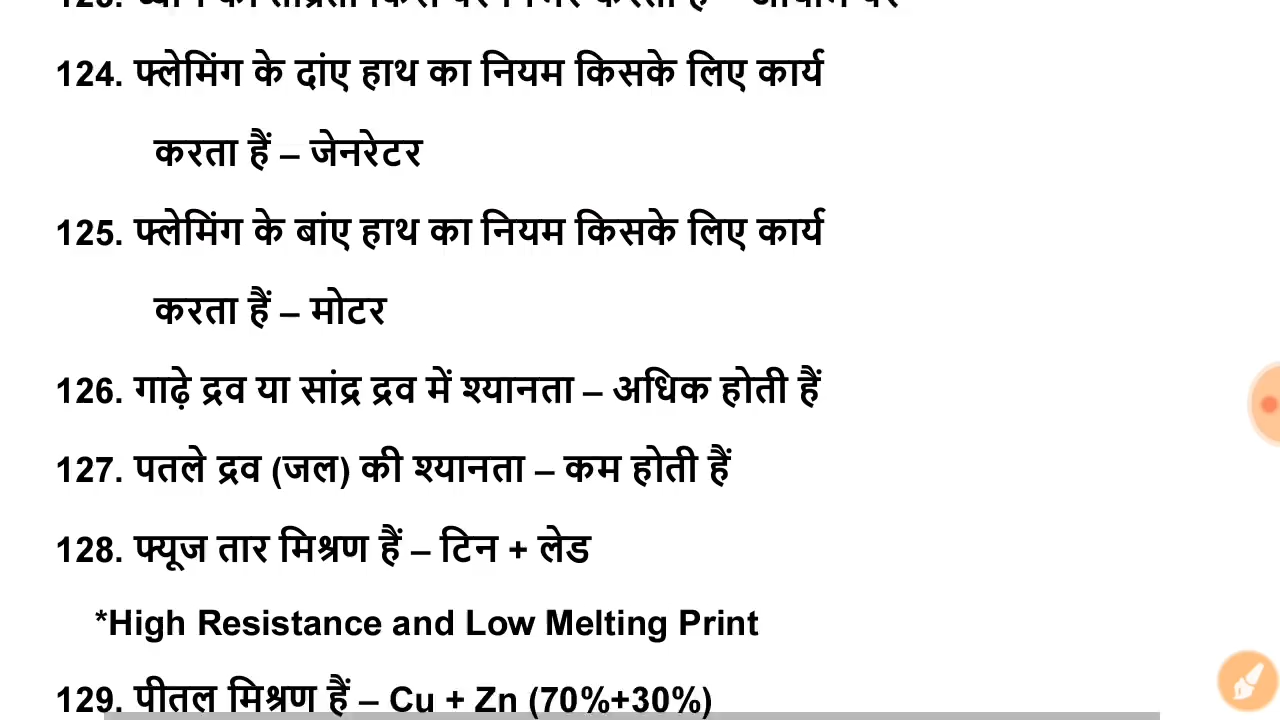 124. फ्लेमिंग के दांए हाथ का नियम किसके लिए कार्य
करता हैं – जेनरेटर
125. फ्लेमिंग के बांए हाथ का नियम किसके लिए कार्य
करता हैं – मोटर
126. गाढ़े द्रव या सांद्र द्रव में श्यानता – अधिक होती हैं
127. पतले द्रव (जल) की श्यानता – कम होती हैं
128. फ्यूज तार मिश्रण हैं – टिन + लेड
*High Resistance and Low Melting Print
129. पीतल मिश्रण हैं – Cu + Zn (70%+30%)